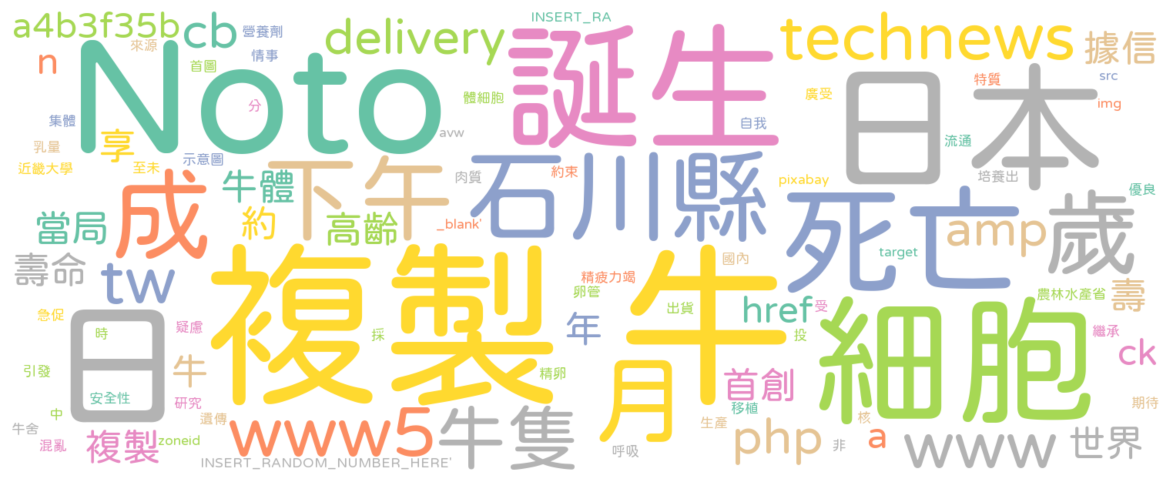 a4b3f35b
cb
營養劑
delivery
INSERT_RA
technews
據信
來源
情事
n
首圖
Noto
誕生
日本
特質
src
img
分
體細胞
廣受
集體
享
avw
自我
流通
乳量
近畿大學
至未
示意圖
下午
肉質
約束
石川縣
pixabay
培養出
優良
成
牛體
死亡
歲
當局
約
高齡
_blank'
amp
target
壽命
tw
國內
精疲力竭
卵管
農林水產省
壽
複製牛
出貨
href
受
細胞
急促
時
疑慮
日
採
年
投
繼承
ck
引發
牛
月
首創
安全性
研究
精卵
移植
期待
中
遺傳
www5
牛隻
生產
核
牛舍
混亂
複製
zoneid
php
非
a
www
世界
呼吸
INSERT_RANDOM_NUMBER_HERE'